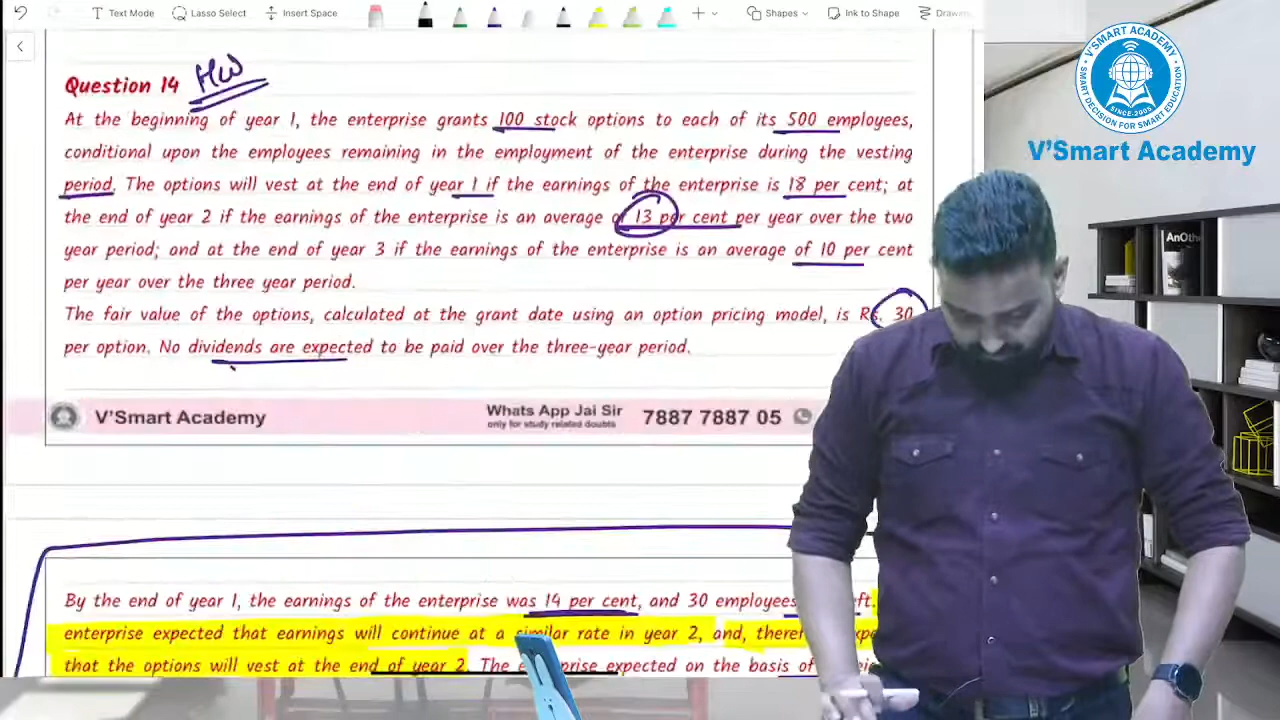 Text Mode Lasso Select Insert Space Shapes Ink to Shape Drawing
Question 14 HW
At the beginning of year 1, the enterprise grants 100 stock options to each of its 500 employees,
conditional upon the employees remaining in the employment of the enterprise during the vesting
period. The options will vest at the end of year 1 if the earnings of the enterprise is 18 per cent; at
the end of year 2 if the earnings of the enterprise is an average of 13 per cent per year over the two
year period; and at the end of year 3 if the earnings of the enterprise is an average of 10 per cent
per year over the three year period.
The fair value of the options, calculated at the grant date using an option pricing model, is Rs. 30
per option. No dividends are expected to be paid over the three-year period.
V'Smart Academy
Whats App Jai Sir
only for study related doubts
7887 7887 05
By the end of year 1, the earnings of the enterprise was 14 per cent, and 30 employees
enterprise expected that earnings will continue at a similar rate in year 2, and,
that the options will vest at the end of year 2. The enterprise expected on the basis of
V'SMART ACADEMY
SMART DECISION FOR SMART EDUCATION
SINCE-2005
V'Smart Academy